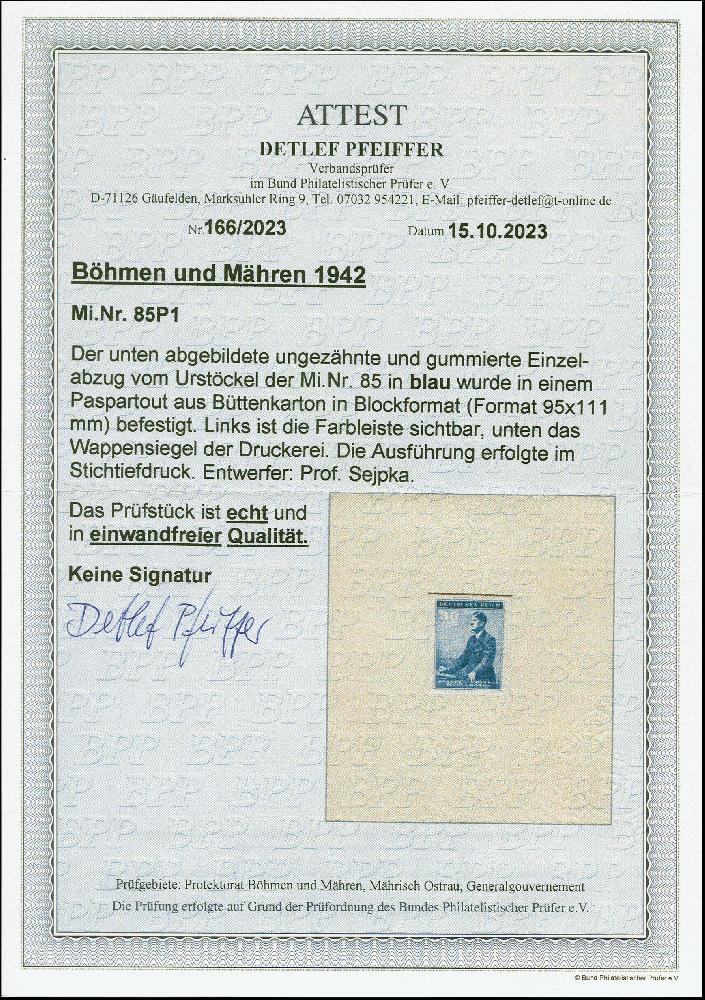 ATTEST
DETLEF PFEIFFER
Verbandsprüfer
im Bund Philatelistischer Prüfer e. V
D-71126 Gäufelden, Marksuhler Ring 9, Tel. 07032 954221, E-Mail: pfeiffer-detlef@t-online.de
Nr. 166/2023 Datum 15.10.2023
Böhmen und Mähren 1942
Mi.Nr. 85P1
Der unten abgebildete ungezähnte und gummierte Einzel-
abzug vom Urstöckel der Mi.Nr. 85 in blau wurde in einem
Paspartout aus Büttenkarton in Blockformat (Format 95x111
mm) befestigt. Links ist die Farbleiste sichtbar, unten das
Wappensiegel der Druckerei. Die Ausführung erfolgte im
Stichtiefdruck. Entwerfer: Prof. Sejpka.
Das Prüfstück ist echt und
in einwandfreier Qualität.
Keine Signatur
Detlef Pfeiffer
DEUTSCHES REICH
Prüfgebiete: Protektorat Böhmen und Mähren, Mährisch Ostrau, Generalgouvernement
Die Prüfung erfolgte auf Grund der Prüfordnung des Bundes Philatelistischer Prüfer e.V.
© Bund Philatelistischer Prüfer e.V